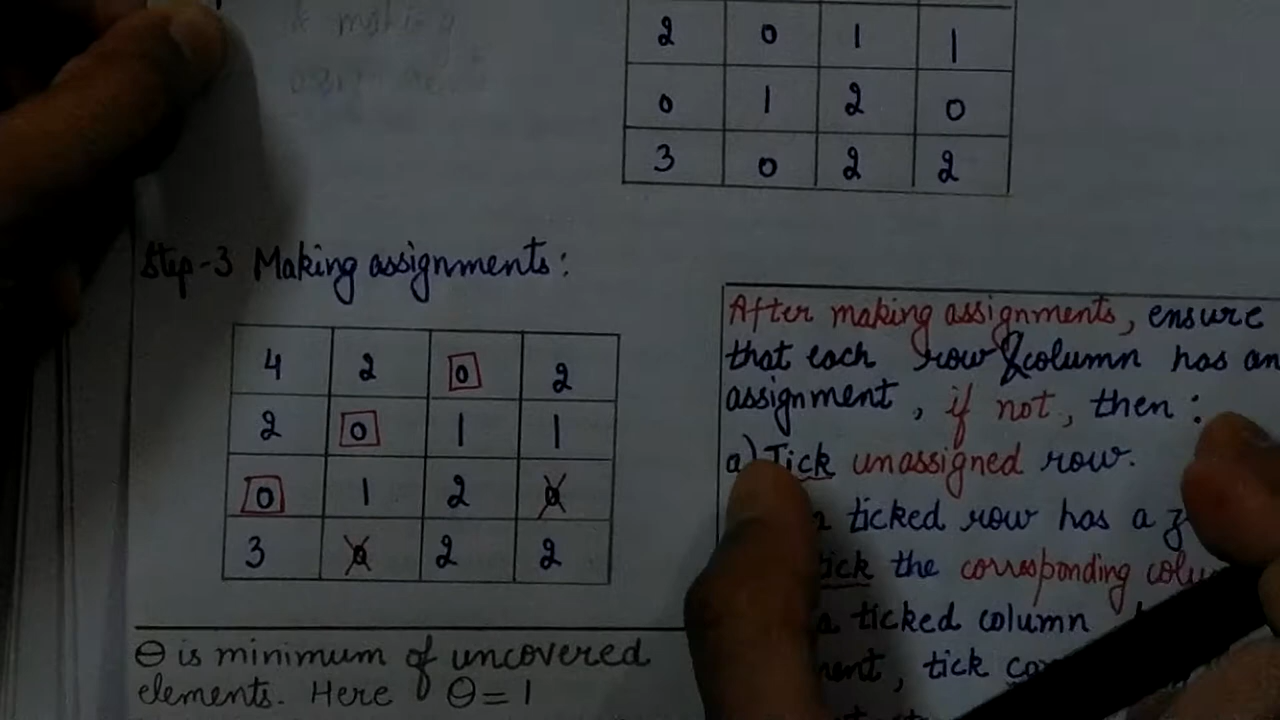 2 0 1 1
0 1 2 0
3 0 2 2
Step-3 Making assignments:
4 2 0 2
2 0 1 1
0 1 2 0
3 0 2 2
After making assignments, ensure
that each row & column has an
assignment, if not, then:
a) Tick unassigned row.
ticked row has a
tick the corresponding
a ticked column
tick
θ is minimum of uncovered
elements. Here θ = 1